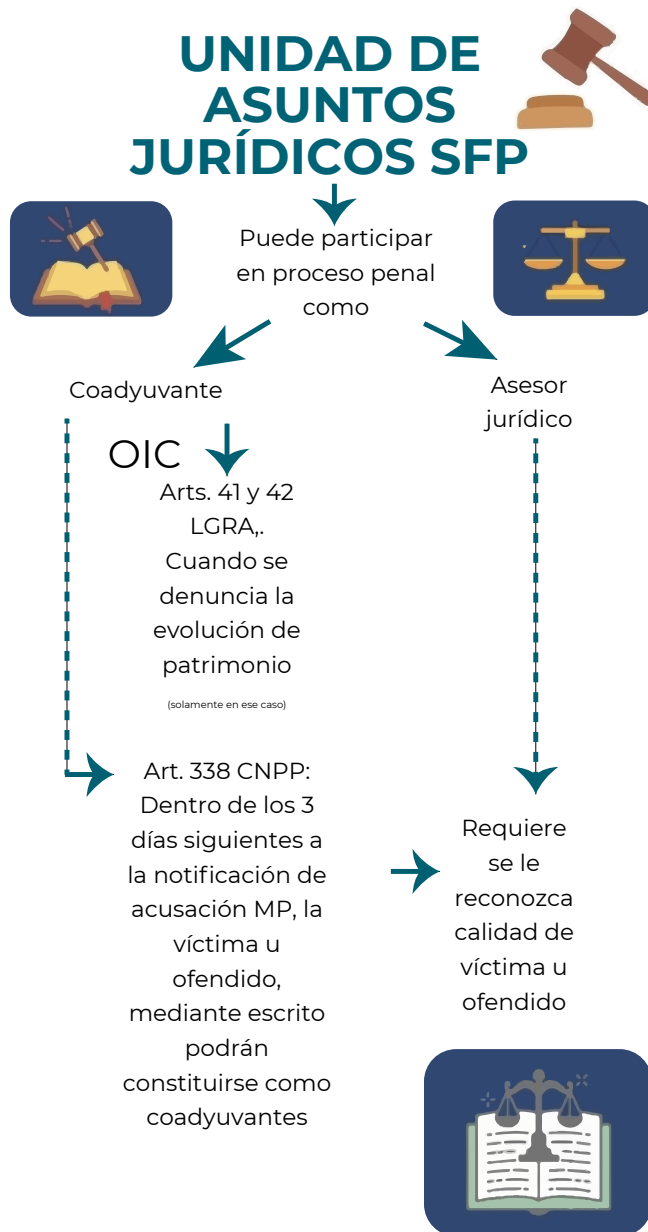 UNIDAD DE
ASUNTOS
JURÍDICOS SFP
Puede participar
en proceso penal
como
Coadyuvante
OIC
Arts. 41 y 42
LGRA,.
Cuando se
denuncia la
evolución de
patrimonio
(solamente en ese caso)
Art. 338 CNPP:
Dentro de los 3
días siguientes a
la notificación de
acusación MP, la
víctima u
ofendido,
mediante escrito
podrán
constituirse como
coadyuvantes
Asesor
jurídico
Requiere
se le
reconozca
calidad de
víctima u
ofendido